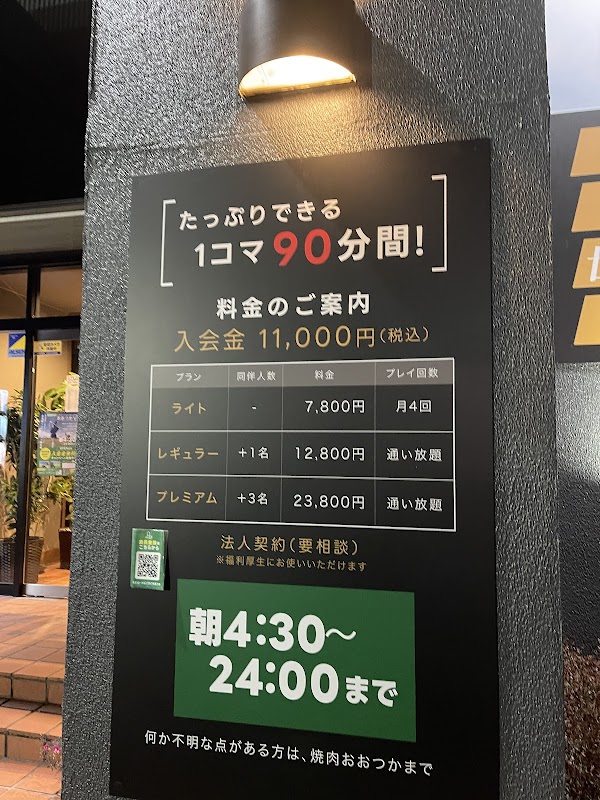 たっぷりできる
1コマ90分間!
料金のご案内
入会金 11,000円(税込)
プラン 同伴人数 料金 プレイ回数
ライト - 7,800円 月4回
レギュラー +1名 12,800円 通い放題
プレミアム +3名 23,800円 通い放題
法人契約(要相談)
※福利厚生にお使いいただけます
こちらから
朝4:30〜
24:00まで
何か不明な点がある方は、焼肉おおつかまで